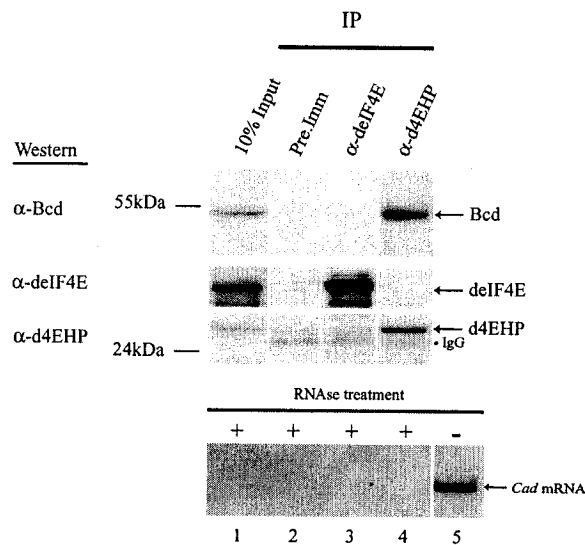 IP
10% Input
Pre.Imm
α-deIF4E
α-d4EHP
Western
α-Bcd
55kDa
Bcd
α-deIF4E
deIF4E
α-d4EHP
d4EHP
• IgG
24kDa
RNAse treatment
+ + + + -
Cad mRNA
1 2 3 4 5